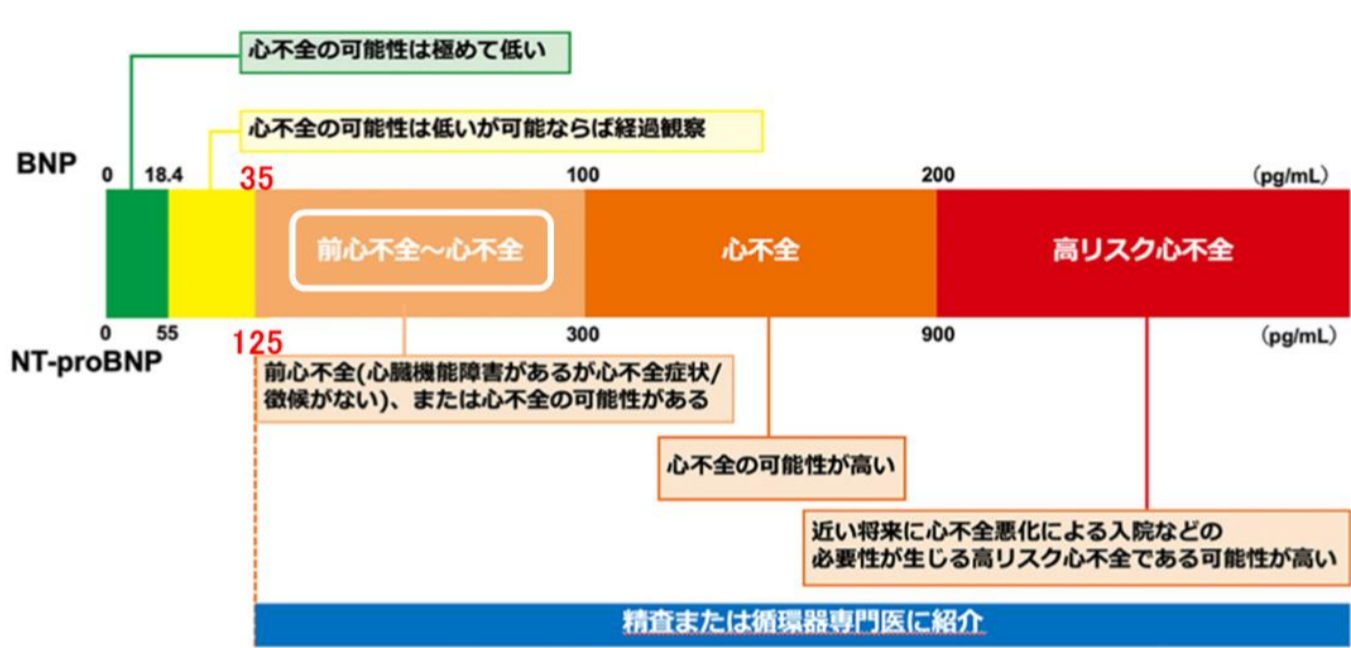 心不全の可能性は極めて低い
心不全の可能性は低いが可能ならば経過観察
BNP 0 18.4 35 100 200 (pg/mL)
前心不全～心不全 心不全 高リスク心不全
0 55 125 300 900 (pg/mL)
NT-proBNP
前心不全(心臓機能障害があるが心不全症状/
徴候がない)、または心不全の可能性がある
心不全の可能性が高い
近い将来に心不全悪化による入院などの
必要性が生じる高リスク心不全である可能性が高い
精査または循環器専門医に紹介